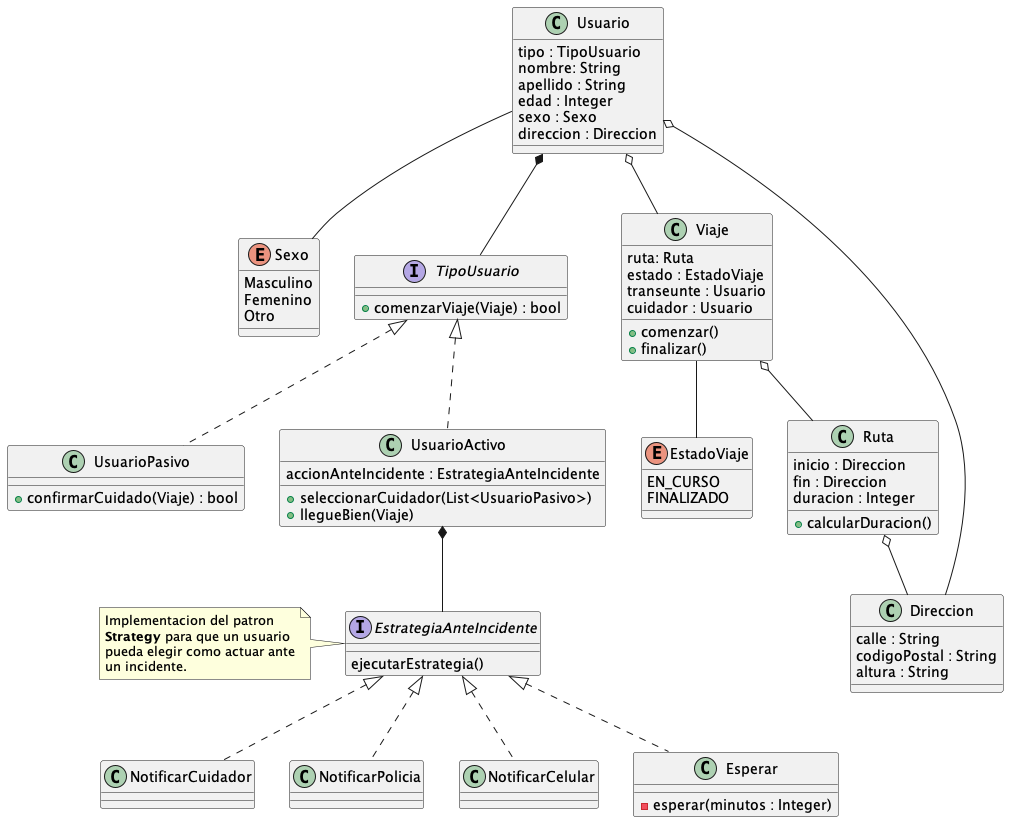 C Usuario
tipo : TipoUsuario
nombre: String
apellido : String
edad : Integer
sexo : Sexo
direccion : Direccion
E Sexo
Masculino
Femenino
Otro
I TipoUsuario
comenzarViaje(Viaje) : bool
C Viaje
ruta: Ruta
estado : EstadoViaje
transeunte : Usuario
cuidador : Usuario
comenzar()
finalizar()
C UsuarioPasivo
confirmarCuidado(Viaje) : bool
C UsuarioActivo
accionAnteIncidente : EstrategiaAnteIncidente
seleccionarCuidador(List<UsuarioPasivo>)
llegueBien(Viaje)
E EstadoViaje
EN_CURSO
FINALIZADO
C Ruta
inicio : Direccion
fin : Direccion
duracion : Integer
calcularDuracion()
C Direccion
calle : String
codigoPostal : String
altura : String
Implementacion del patron
Strategy para que un usuario
pueda elegir como actuar ante
un incidente.
I EstrategiaAnteIncidente
ejecutarEstrategia()
C NotificarCuidador
C NotificarPolicia
C NotificarCelular
C Esperar
esperar(minutos : Integer)